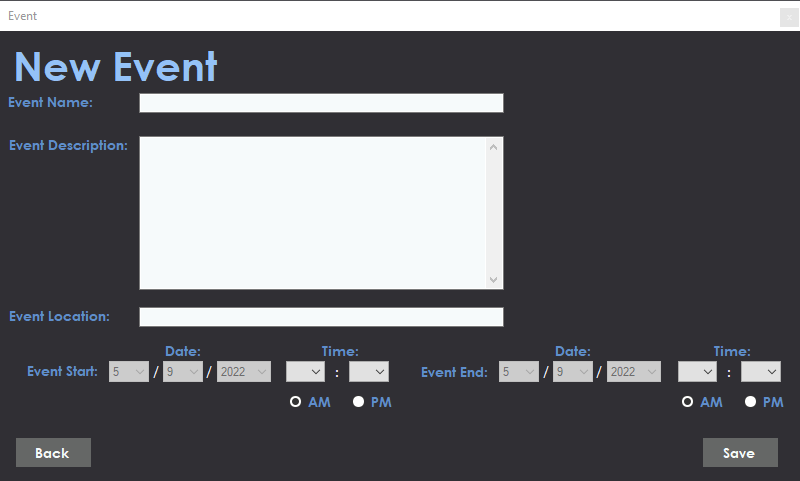 Event
x
New Event
Event Name:
Event Description:
Event Location:
Date: Time: Date: Time:
Event Start: 5 / 9 / 2022 : Event End: 5 / 9 / 2022 :
AM PM AM PM
Back Save